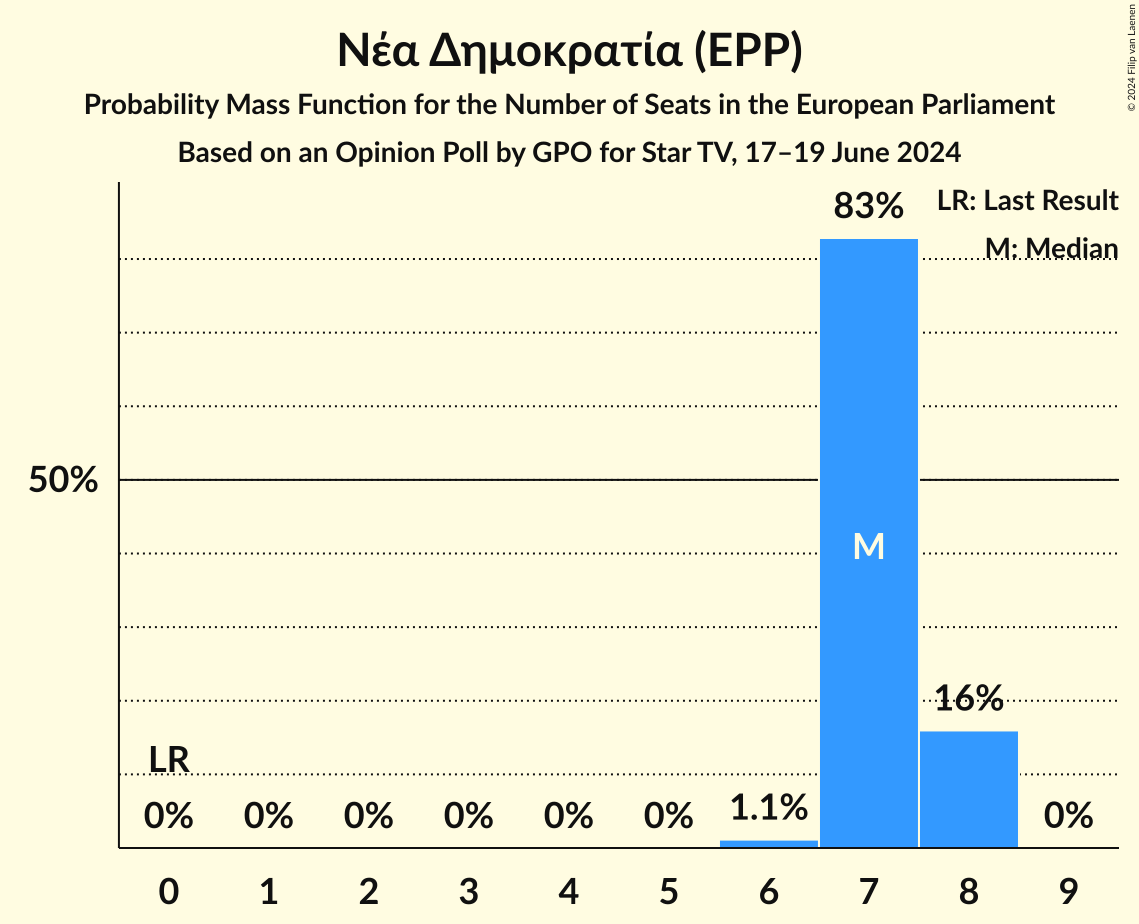 Νέα Δημοκρατία (EPP)
Probability Mass Function for the Number of Seats in the European Parliament
Based on an Opinion Poll by GPO for Star TV, 17–19 June 2024
© 2024 Filip van Laenen
LR: Last Result
M: Median
83%
50%
M
16%
LR
0% 0% 0% 0% 0% 0% 1.1% 0%
0 1 2 3 4 5 6 7 8 9